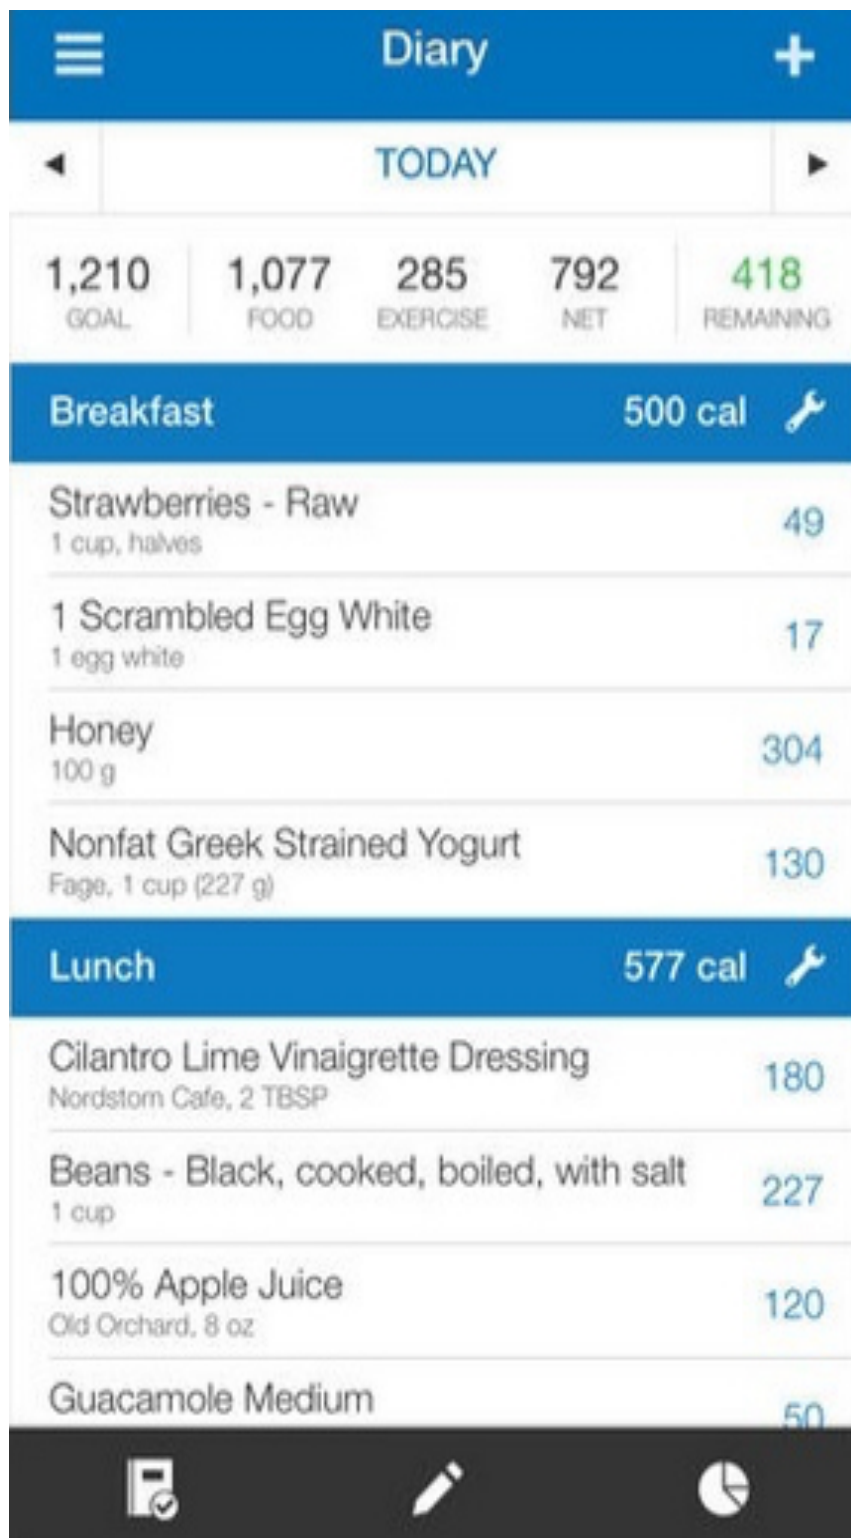 Diary
TODAY
1,210 1,077 285 792 418
GOAL FOOD EXERCISE NET REMAINING
Breakfast 500 cal
Strawberries - Raw
1 cup, halves 49
1 Scrambled Egg White
1 egg white 17
Honey
100 g 304
Nonfat Greek Strained Yogurt
Fage, 1 cup (227 g) 130
Lunch 577 cal
Cilantro Lime Vinaigrette Dressing
Nordstom Cafe, 2 TBSP 180
Beans - Black, cooked, boiled, with salt
1 cup 227
100% Apple Juice
Old Orchard, 8 oz 120
Guacamole Medium
50